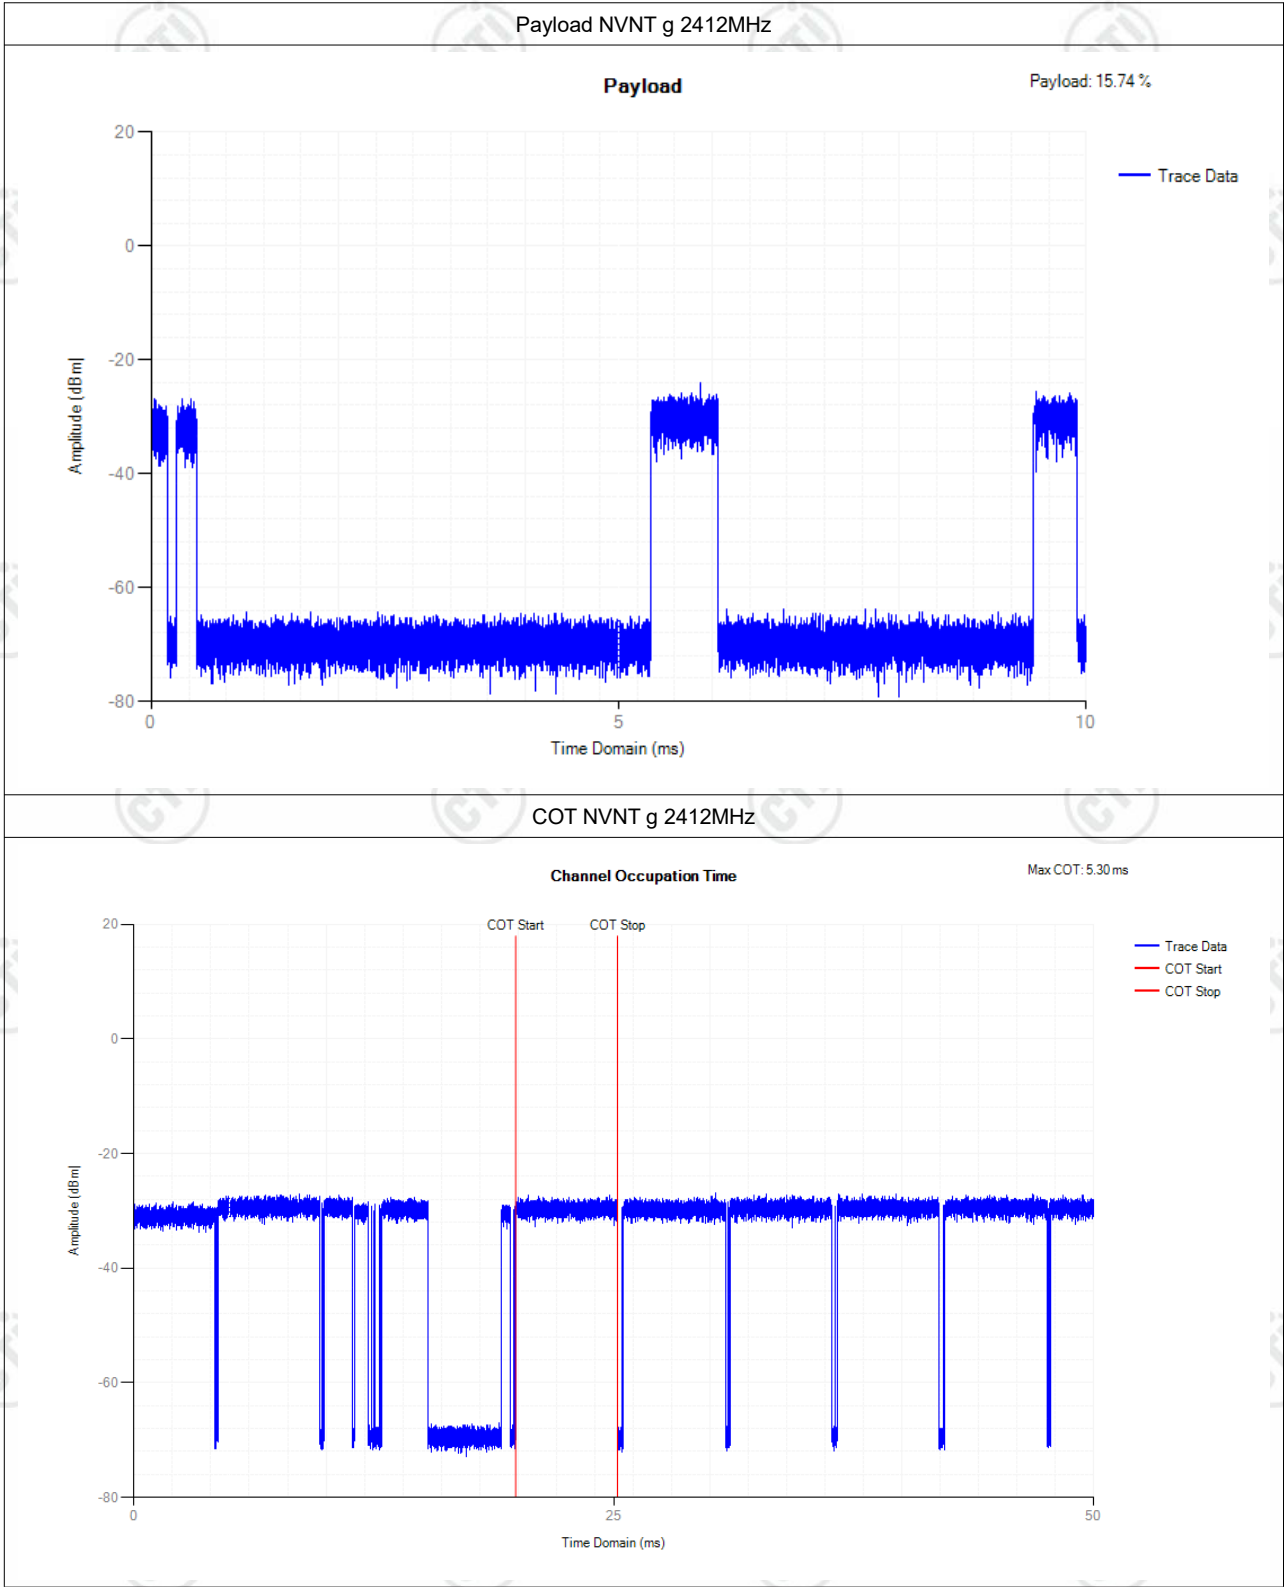 Payload NVNT g 2412MHz
Payload
Payload: 15.74 %
20
0
-20
-40
-60
-80
Amplitude (dBm|
0
5
10
Time Domain (ms)
Trace Data
COT NVNT g 2412MHz
Channel Occupation Time
Max COT: 5.30 ms
COT Start
COT Stop
20
0
-20
-40
-60
-80
Amplitude (dBm|
0
25
50
Time Domain (ms)
Trace Data
COT Start
COT Stop